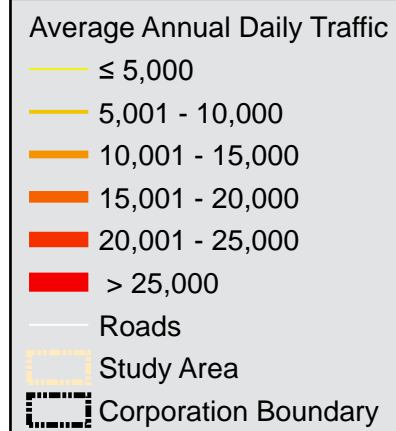 Average Annual Daily Traffic
≤ 5,000
5,001 - 10,000
10,001 - 15,000
15,001 - 20,000
20,001 - 25,000
> 25,000
Roads
Study Area
Corporation Boundary